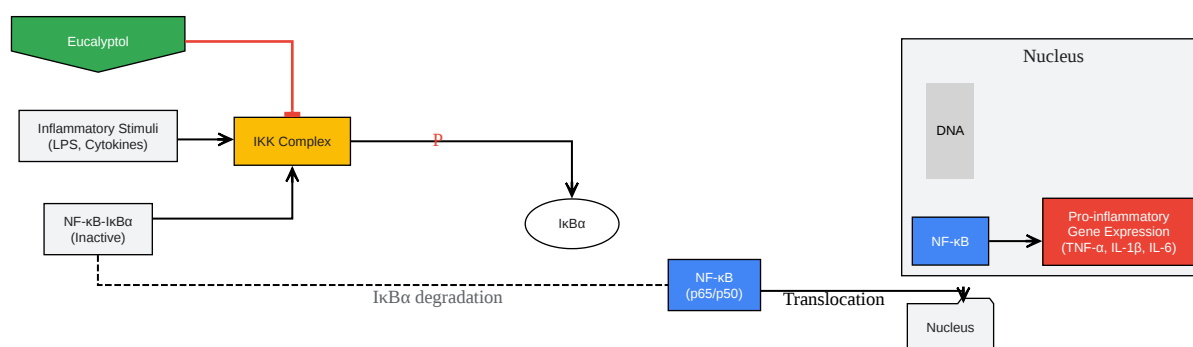 Eucalyptol
Nucleus
Inflammatory Stimuli
(LPS, Cytokines)
IKK Complex
P
DNA
NF-κB-IκBα
(Inactive)
IκBα
NF-κB
Pro-inflammatory
Gene Expression
(TNF-α, IL-1β, IL-6)
IκBα degradation
NF-κB
(p65/p50)
Translocation
Nucleus